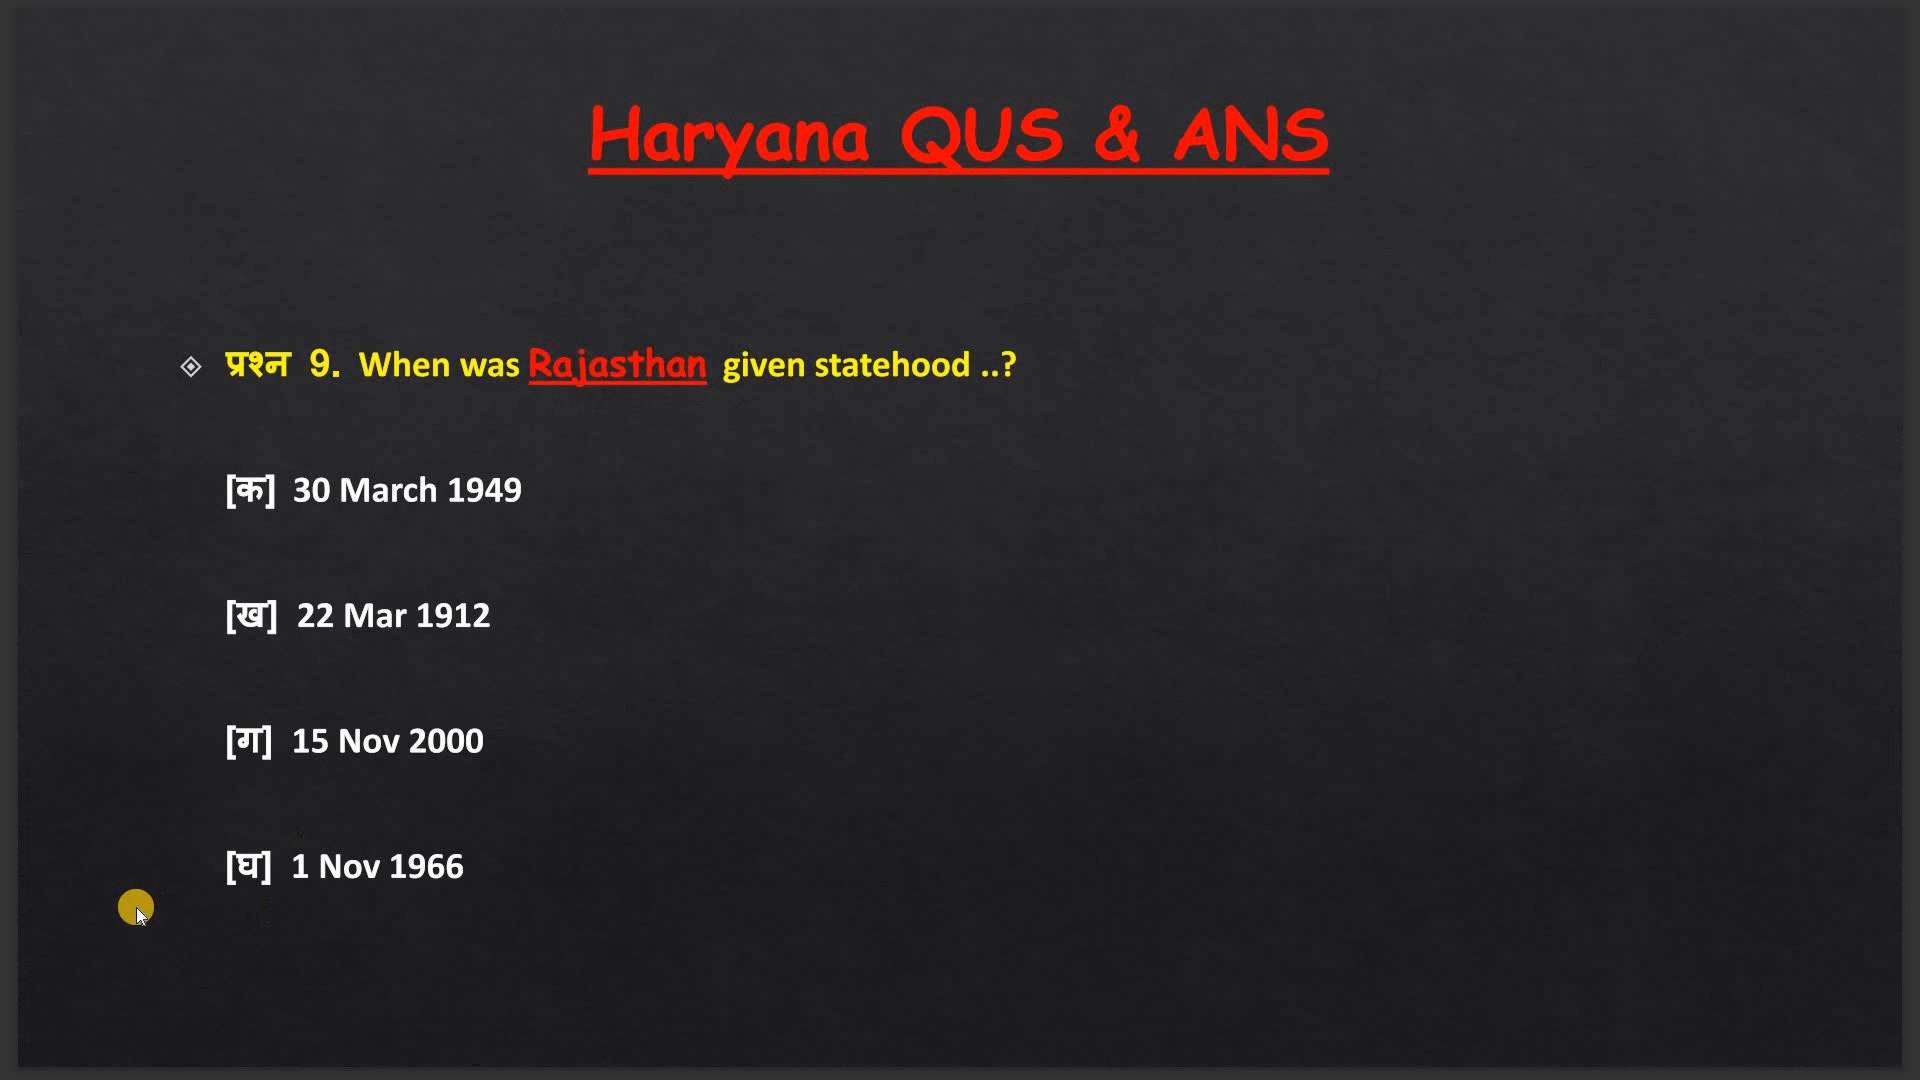 Haryana QUS & ANS
प्रश्न 9. When was Rajasthan given statehood ..?
[क] 30 March 1949
[ख] 22 Mar 1912
[ग] 15 Nov 2000
[घ] 1 Nov 1966